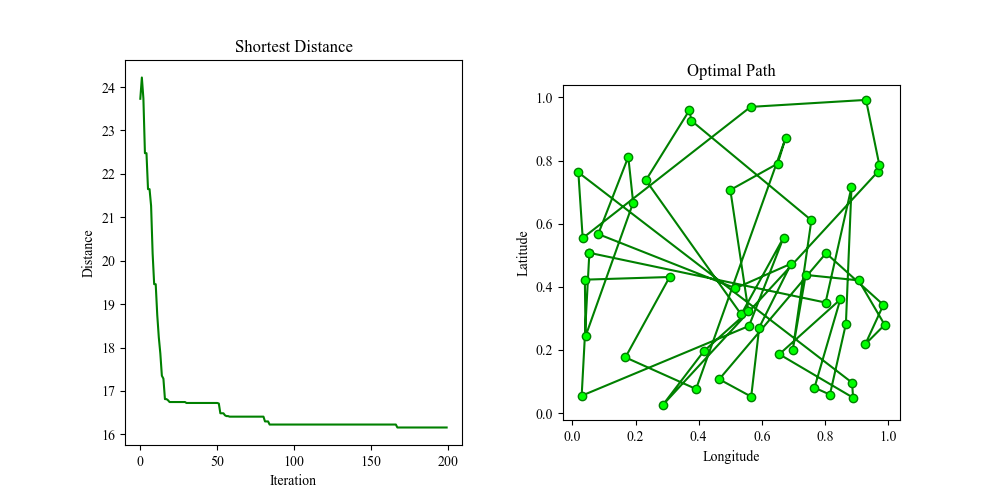 Shortest Distance
24
23
22
21
20
19
18
17
16
Distance
0 50 100 150 200
Iteration
Optimal Path
1.0
0.8
0.6
0.4
0.2
0.0
Latitude
0.0 0.2 0.4 0.6 0.8 1.0
Longitude